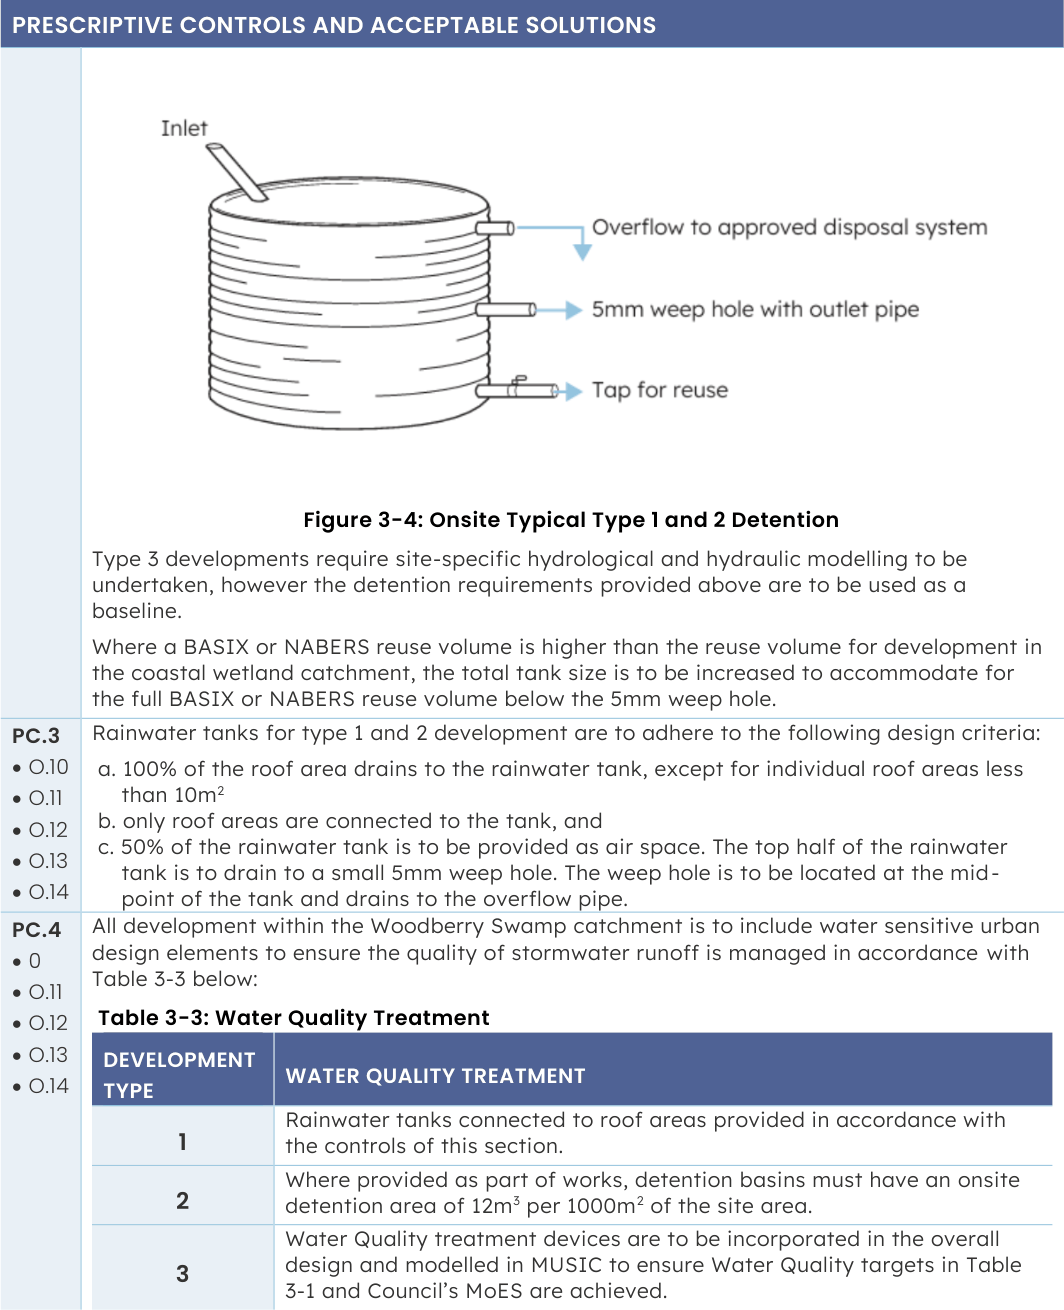 PRESCRIPTIVE CONTROLS AND ACCEPTABLE SOLUTIONS
Inlet
Overflow to approved disposal system
5mm weep hole with outlet pipe
Tap for reuse
Figure 3-4: Onsite Typical Type 1 and 2 Detention
Type 3 developments require site-specific hydrological and hydraulic modelling to be
undertaken, however the detention requirements provided above are to be used as a
baseline.
Where a BASIX or NABERS reuse volume is higher than the reuse volume for development in
the coastal wetland catchment, the total tank size is to be increased to accommodate for
the full BASIX or NABERS reuse volume below the 5mm weep hole.
PC.3
• O.10
• O.11
• O.12
• O.13
• O.14
Rainwater tanks for type 1 and 2 development are to adhere to the following design criteria:
a. 100% of the roof area drains to the rainwater tank, except for individual roof areas less
than 10m²
b. only roof areas are connected to the tank, and
c. 50% of the rainwater tank is to be provided as air space. The top half of the rainwater
tank is to drain to a small 5mm weep hole. The weep hole is to be located at the mid-
point of the tank and drains to the overflow pipe.
PC.4
• 0
• O.11
• O.12
• O.13
• O.14
All development within the Woodberry Swamp catchment is to include water sensitive urban
design elements to ensure the quality of stormwater runoff is managed in accordance with
Table 3-3 below:
Table 3-3: Water Quality Treatment
DEVELOPMENT
TYPE
WATER QUALITY TREATMENT
1
Rainwater tanks connected to roof areas provided in accordance with
the controls of this section.
2
Where provided as part of works, detention basins must have an onsite
detention area of 12m³ per 1000m² of the site area.
3
Water Quality treatment devices are to be incorporated in the overall
design and modelled in MUSIC to ensure Water Quality targets in Table
3-1 and Council's MoES are achieved.